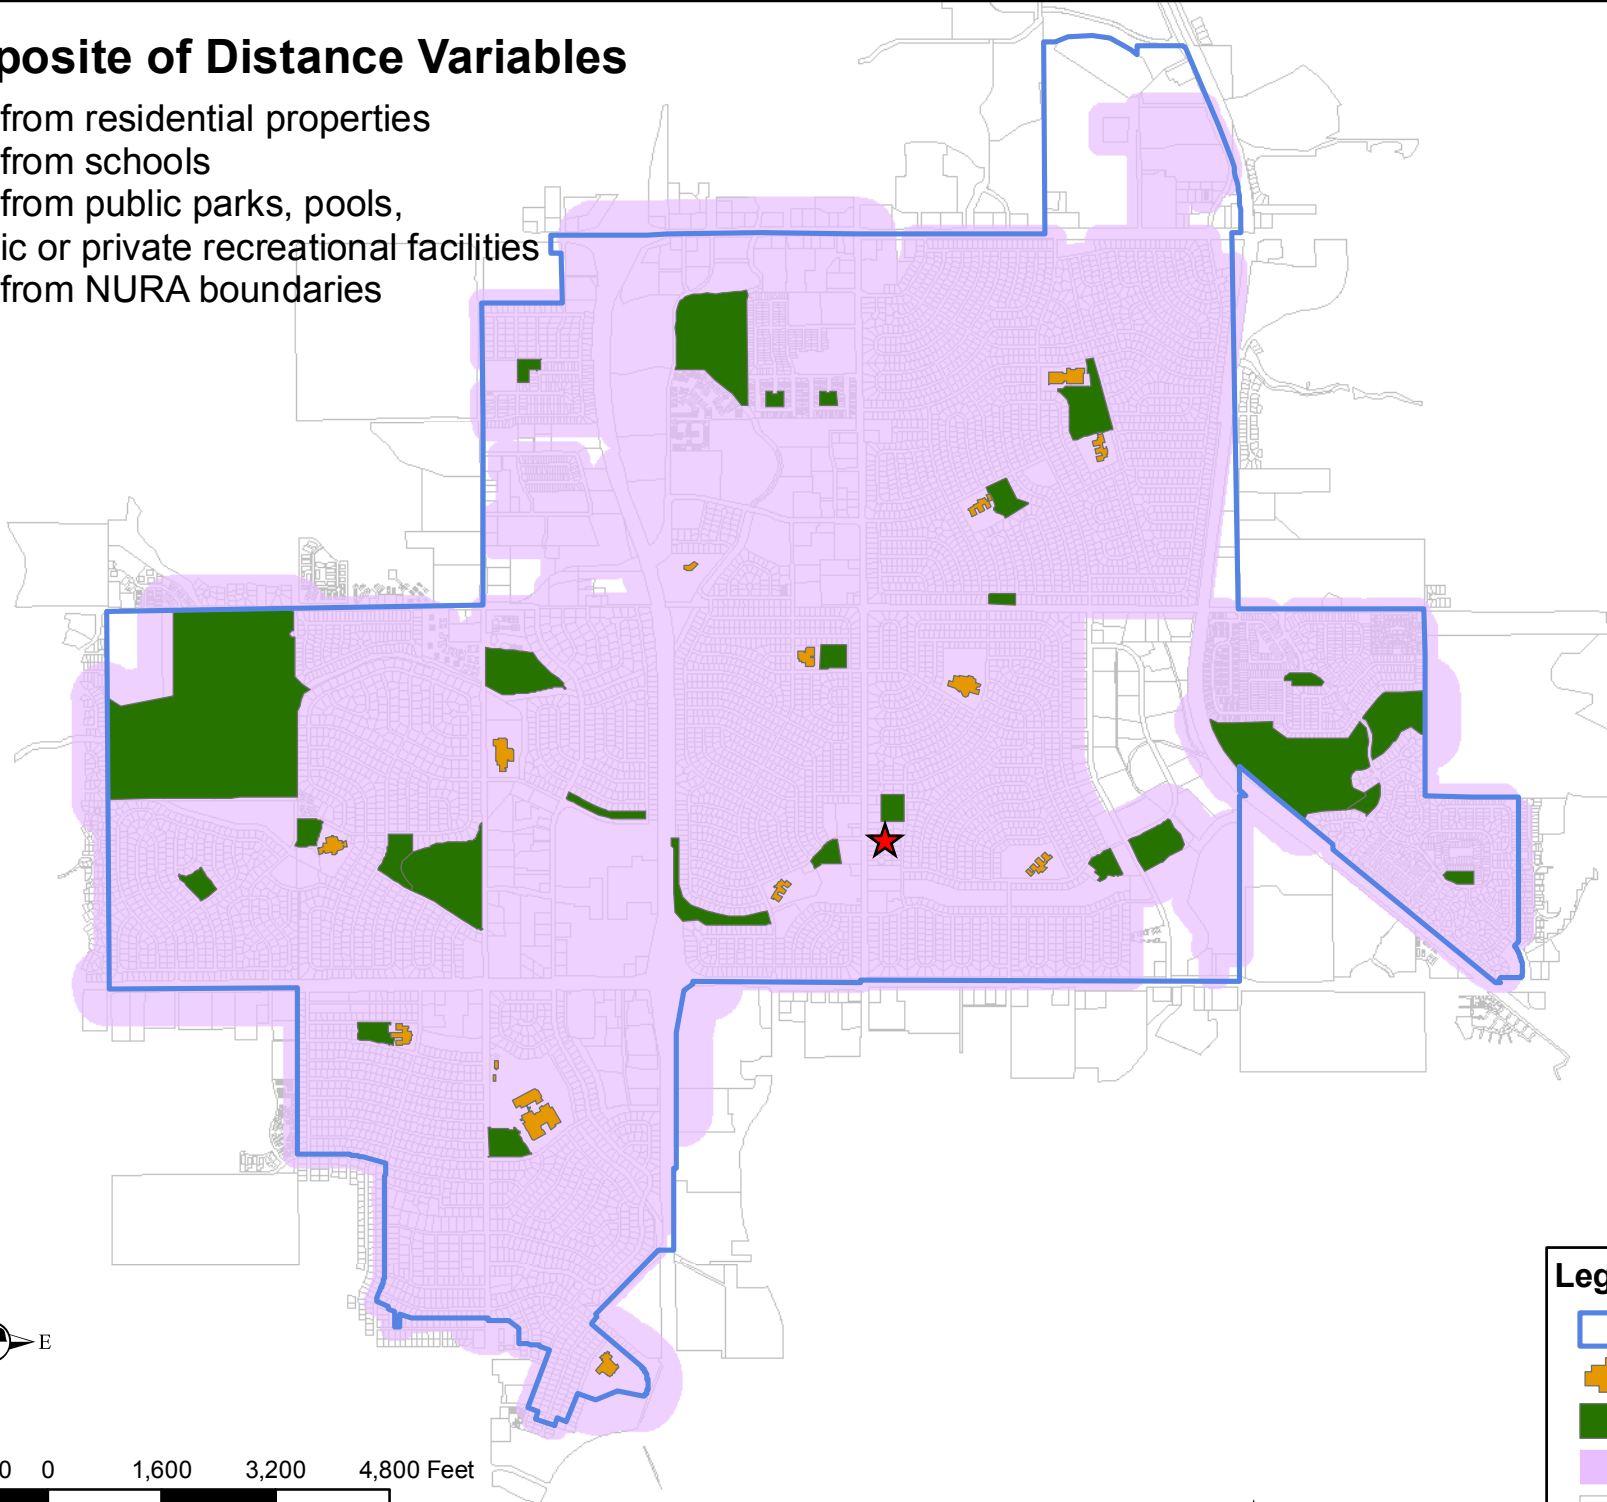 posite of Distance Variables
from residential properties
from schools
from public parks, pools,
ic or private recreational facilities
from NURA boundaries
E
0 0 1,600 3,200 4,800 Feet
Leg